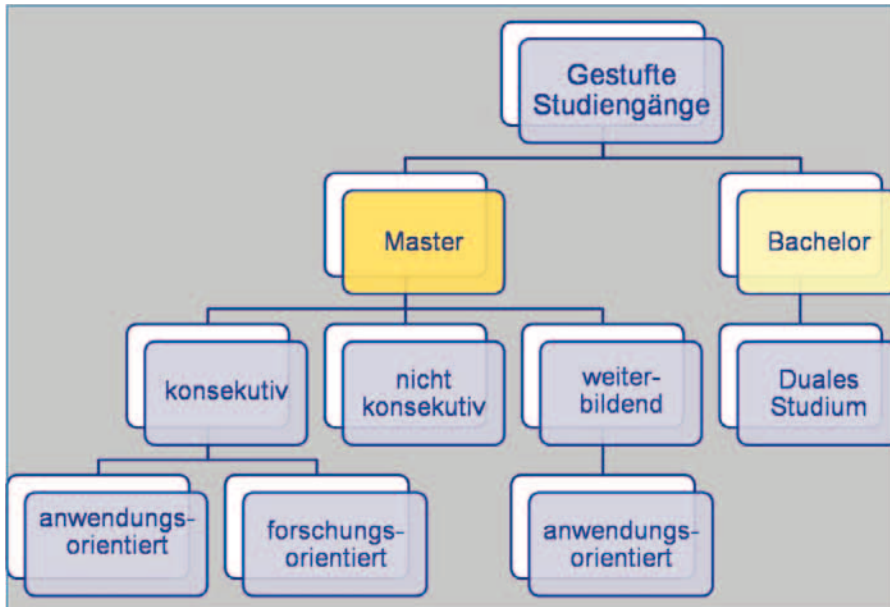 Gestufte
Studiengänge
Master
Bachelor
konsekutiv
nicht
konsekutiv
weiter-
bildend
Duales
Studium
anwendungs-
orientiert
forschungs-
orientiert
anwendungs-
orientiert